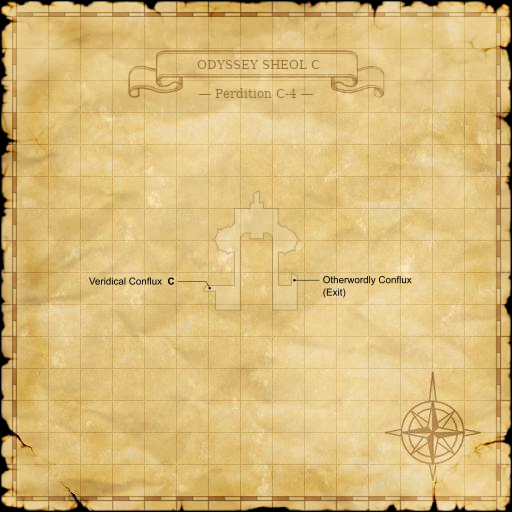 ODYSSEY SHEOL C
— Perdition C-4 —
Veridical Conflux C
Otherwordly Conflux
(Exit)